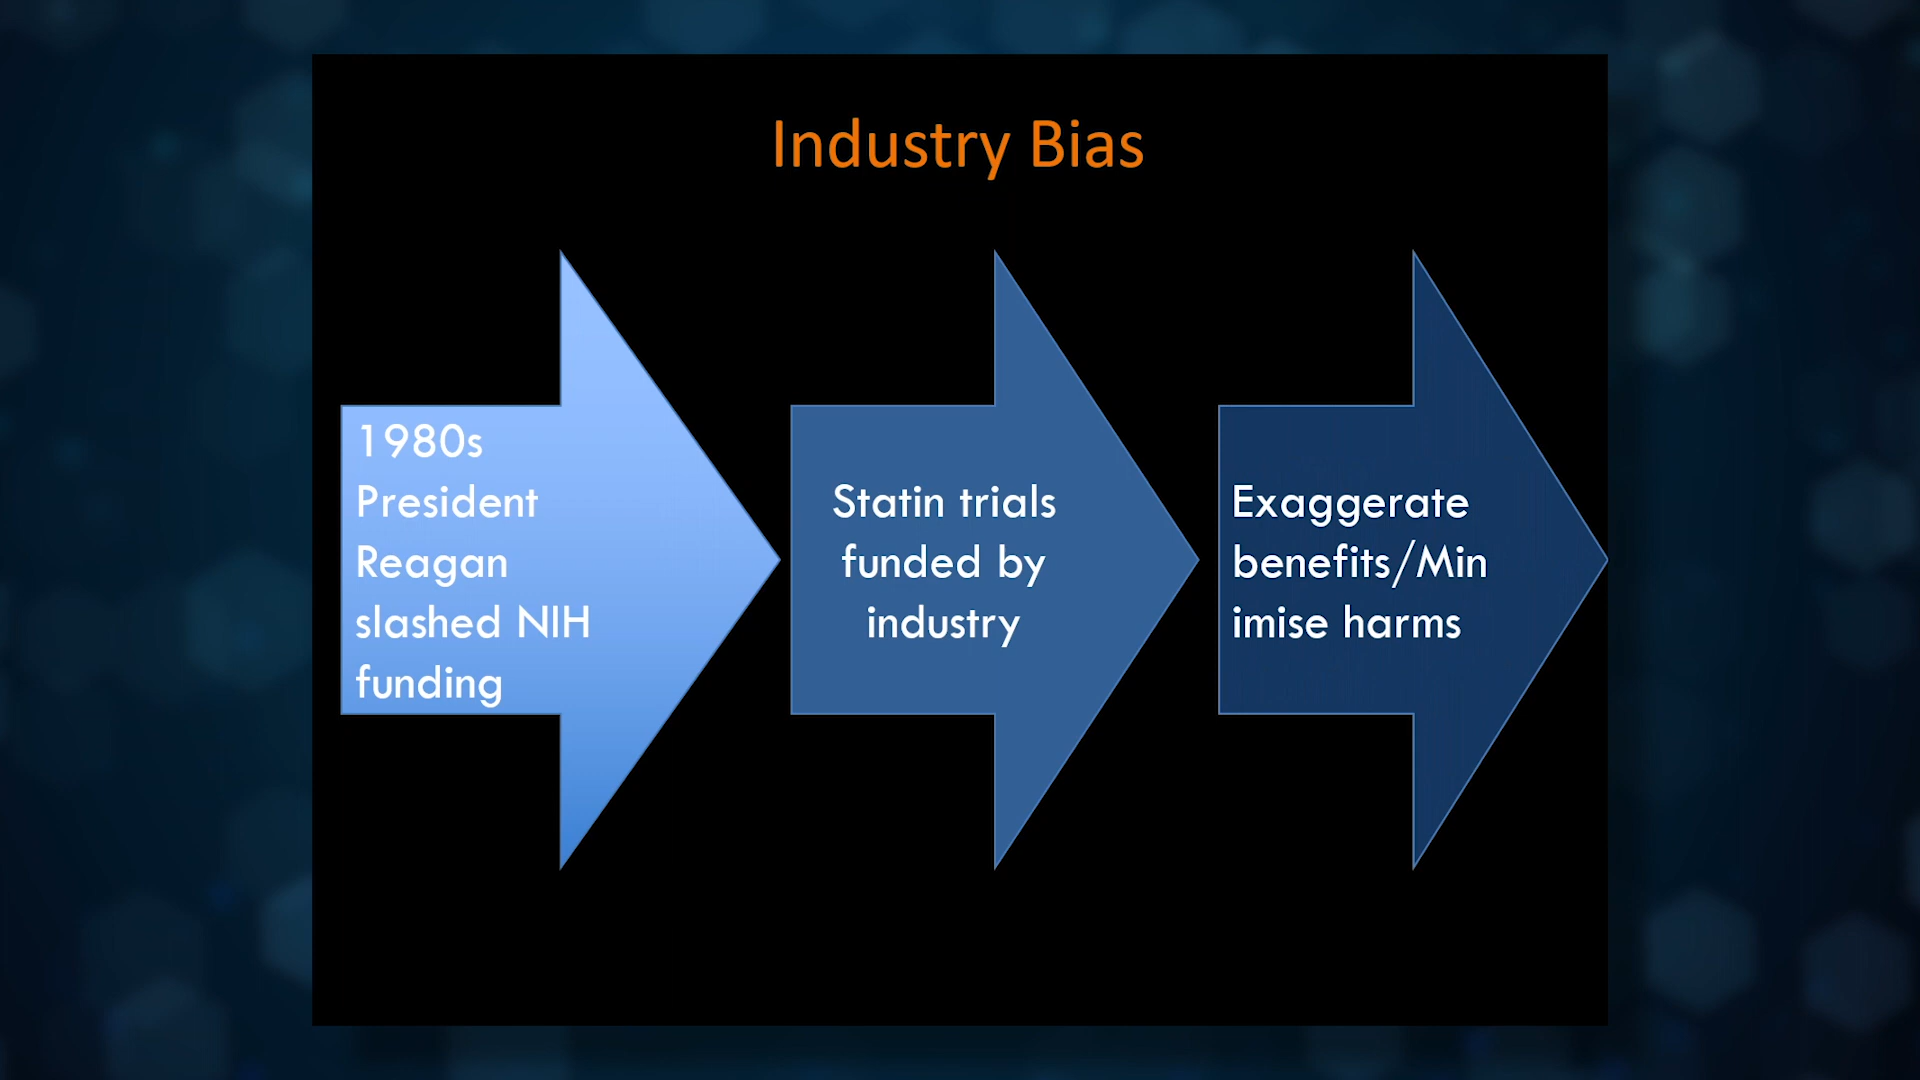 Industry Bias
1980s
President
Reagan
slashed NIH
funding
Statin trials
funded by
industry
Exaggerate
benefits/Min
imise harms